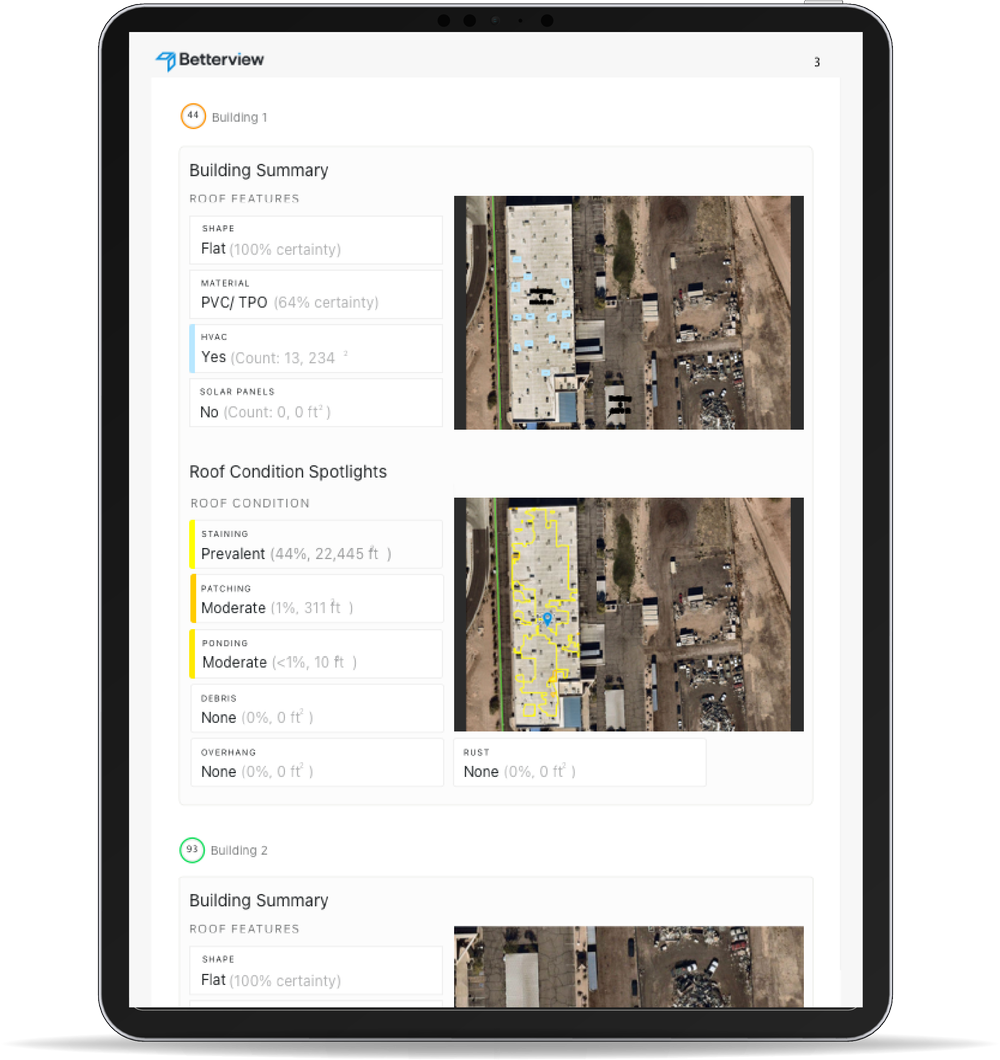 Betterview
3
44 Building 1
Building Summary
ROOF FEATURES
SHAPE
Flat (100% certainty)
MATERIAL
PVC/ TPO (64% certainty)
HVAC
Yes (Count: 13, 234 ²
SOLAR PANELS
No (Count: 0, 0 ft² )
Roof Condition Spotlights
ROOF CONDITION
STAINING
Prevalent (44%, 22,445 ft² )
PATCHING
Moderate (1%, 311 ft² )
PONDING
Moderate (<1%, 10 ft² )
DEBRIS
None (0%, 0 ft² )
OVERHANG
None (0%, 0 ft² )
RUST
None (0%, 0 ft² )
93 Building 2
Building Summary
ROOF FEATURES
SHAPE
Flat (100% certainty)